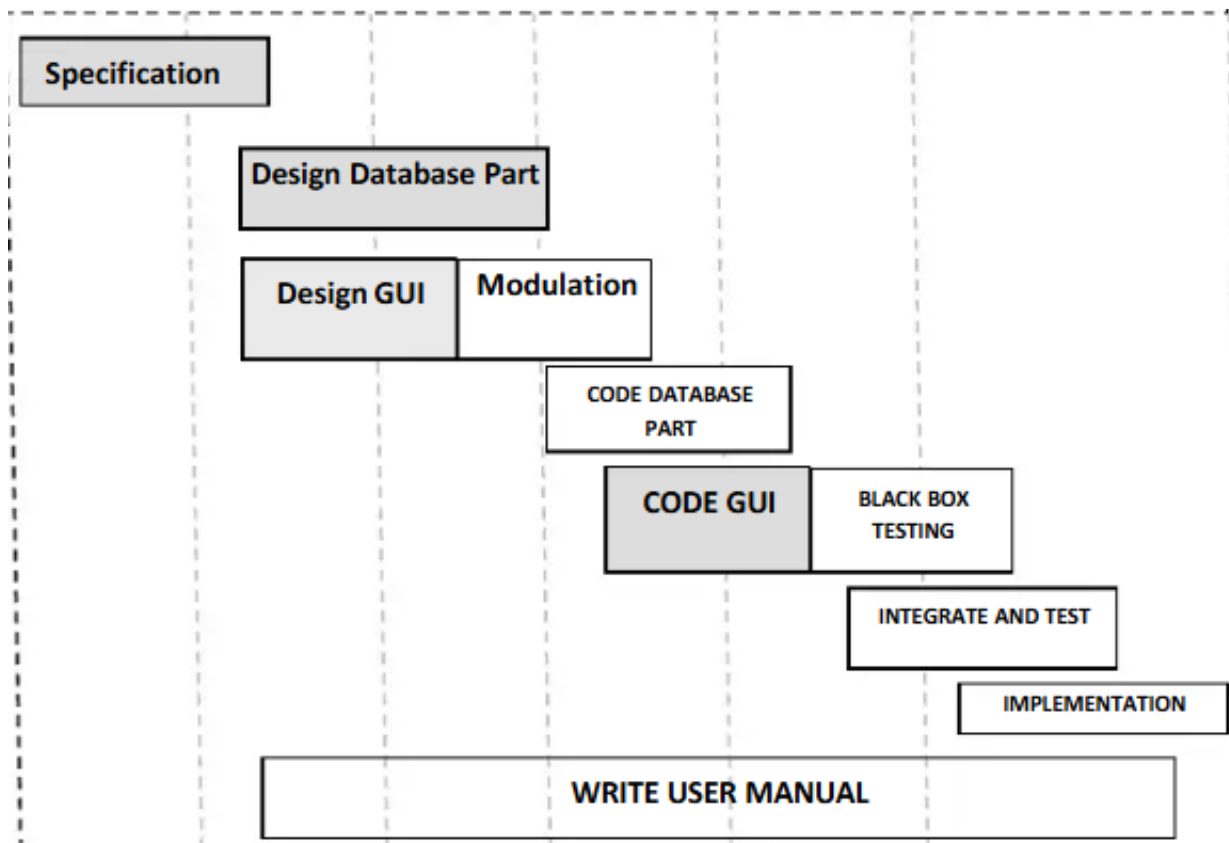 Specification
Design Database Part
Design GUI
Modulation
CODE DATABASE
PART
CODE GUI
BLACK BOX
TESTING
INTEGRATE AND TEST
IMPLEMENTATION
WRITE USER MANUAL